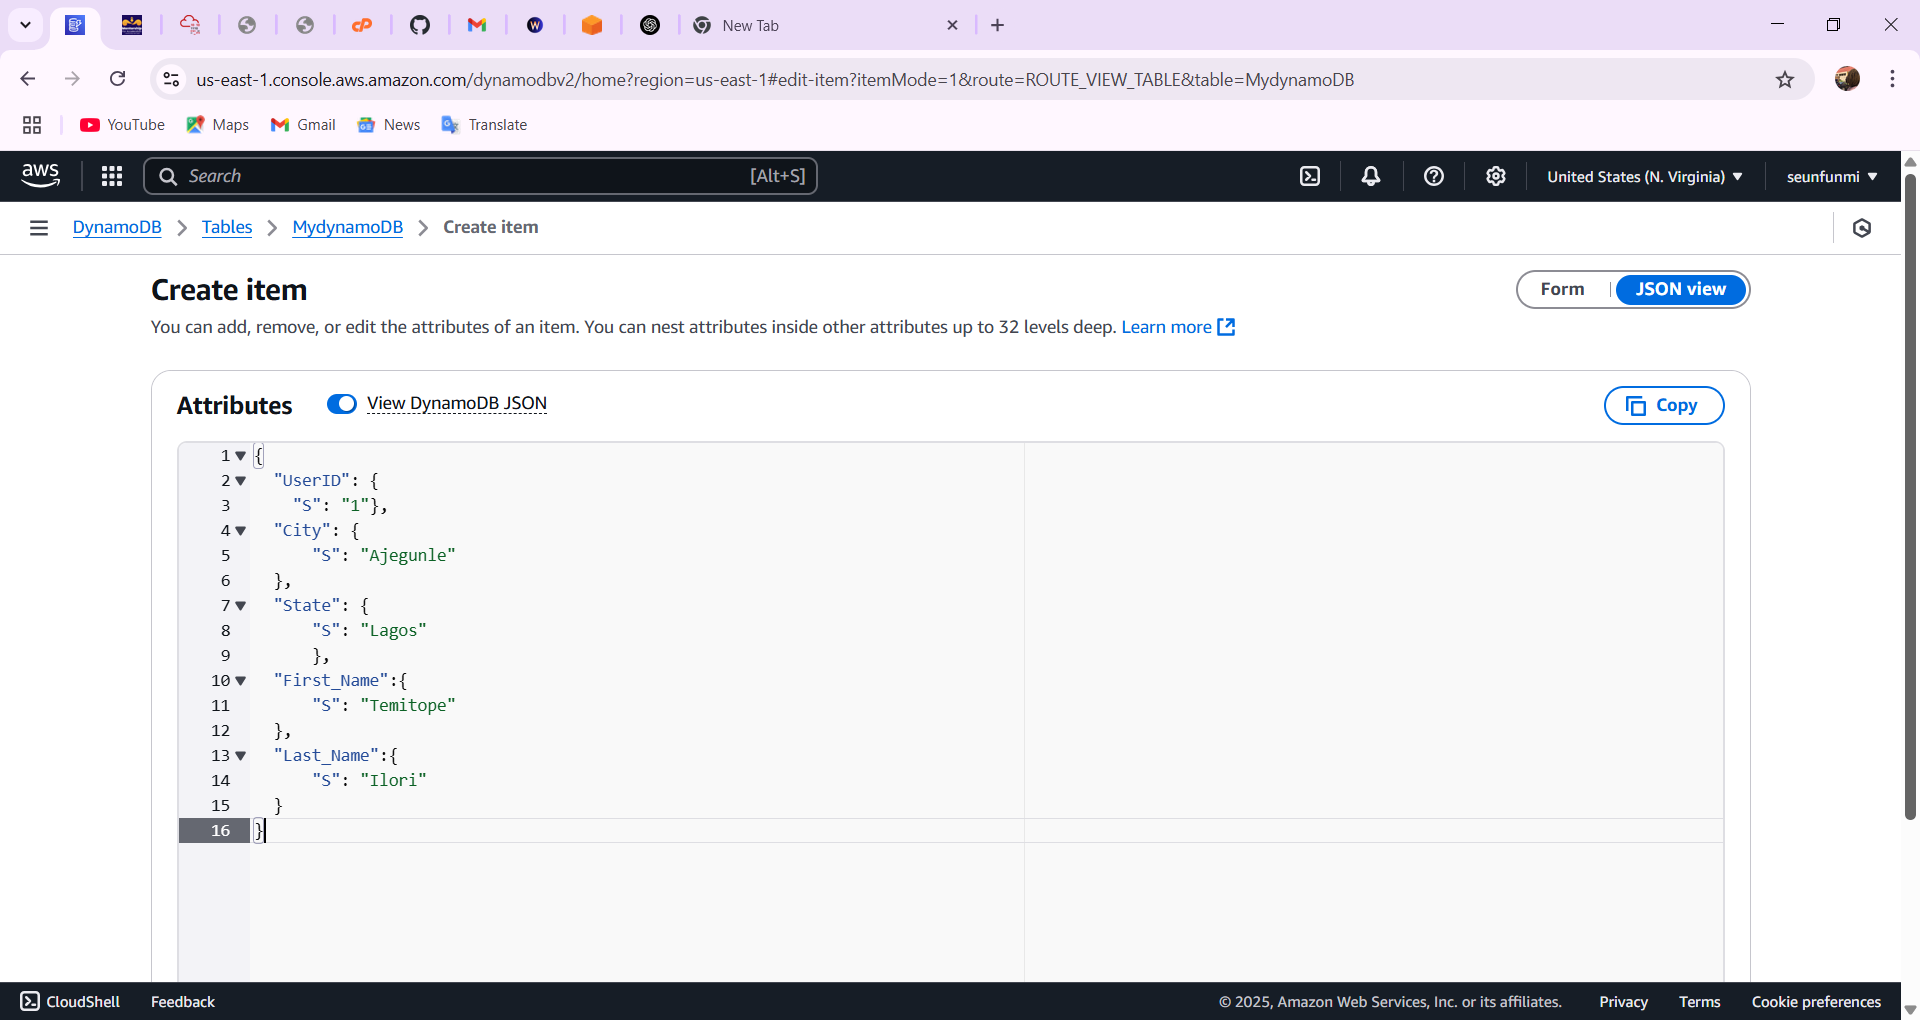 New Tab
us-east-1.console.aws.amazon.com/dynamodbv2/home?region=us-east-1#edit-item?itemMode=1&route=ROUTE_VIEW_TABLE&table=MydynamoDB
YouTube Maps Gmail News Translate
aws Search [Alt+S] United States (N. Virginia) seunfunmi
DynamoDB Tables MydynamoDB Create item
Create item Form JSON view
You can add, remove, or edit the attributes of an item. You can nest attributes inside other attributes up to 32 levels deep. Learn more
Attributes View DynamoDB JSON Copy
1 {
2 "UserID": {
3 "S": "1"},
4 "City": {
5 "S": "Ajegunle"
6 },
7 "State": {
8 "S": "Lagos"
9 },
10 "First_Name":{
11 "S": "Temitope"
12 },
13 "Last_Name":{
14 "S": "Ilori"
15 }
16 }
CloudShell Feedback © 2025, Amazon Web Services, Inc. or its affiliates. Privacy Terms Cookie preferences